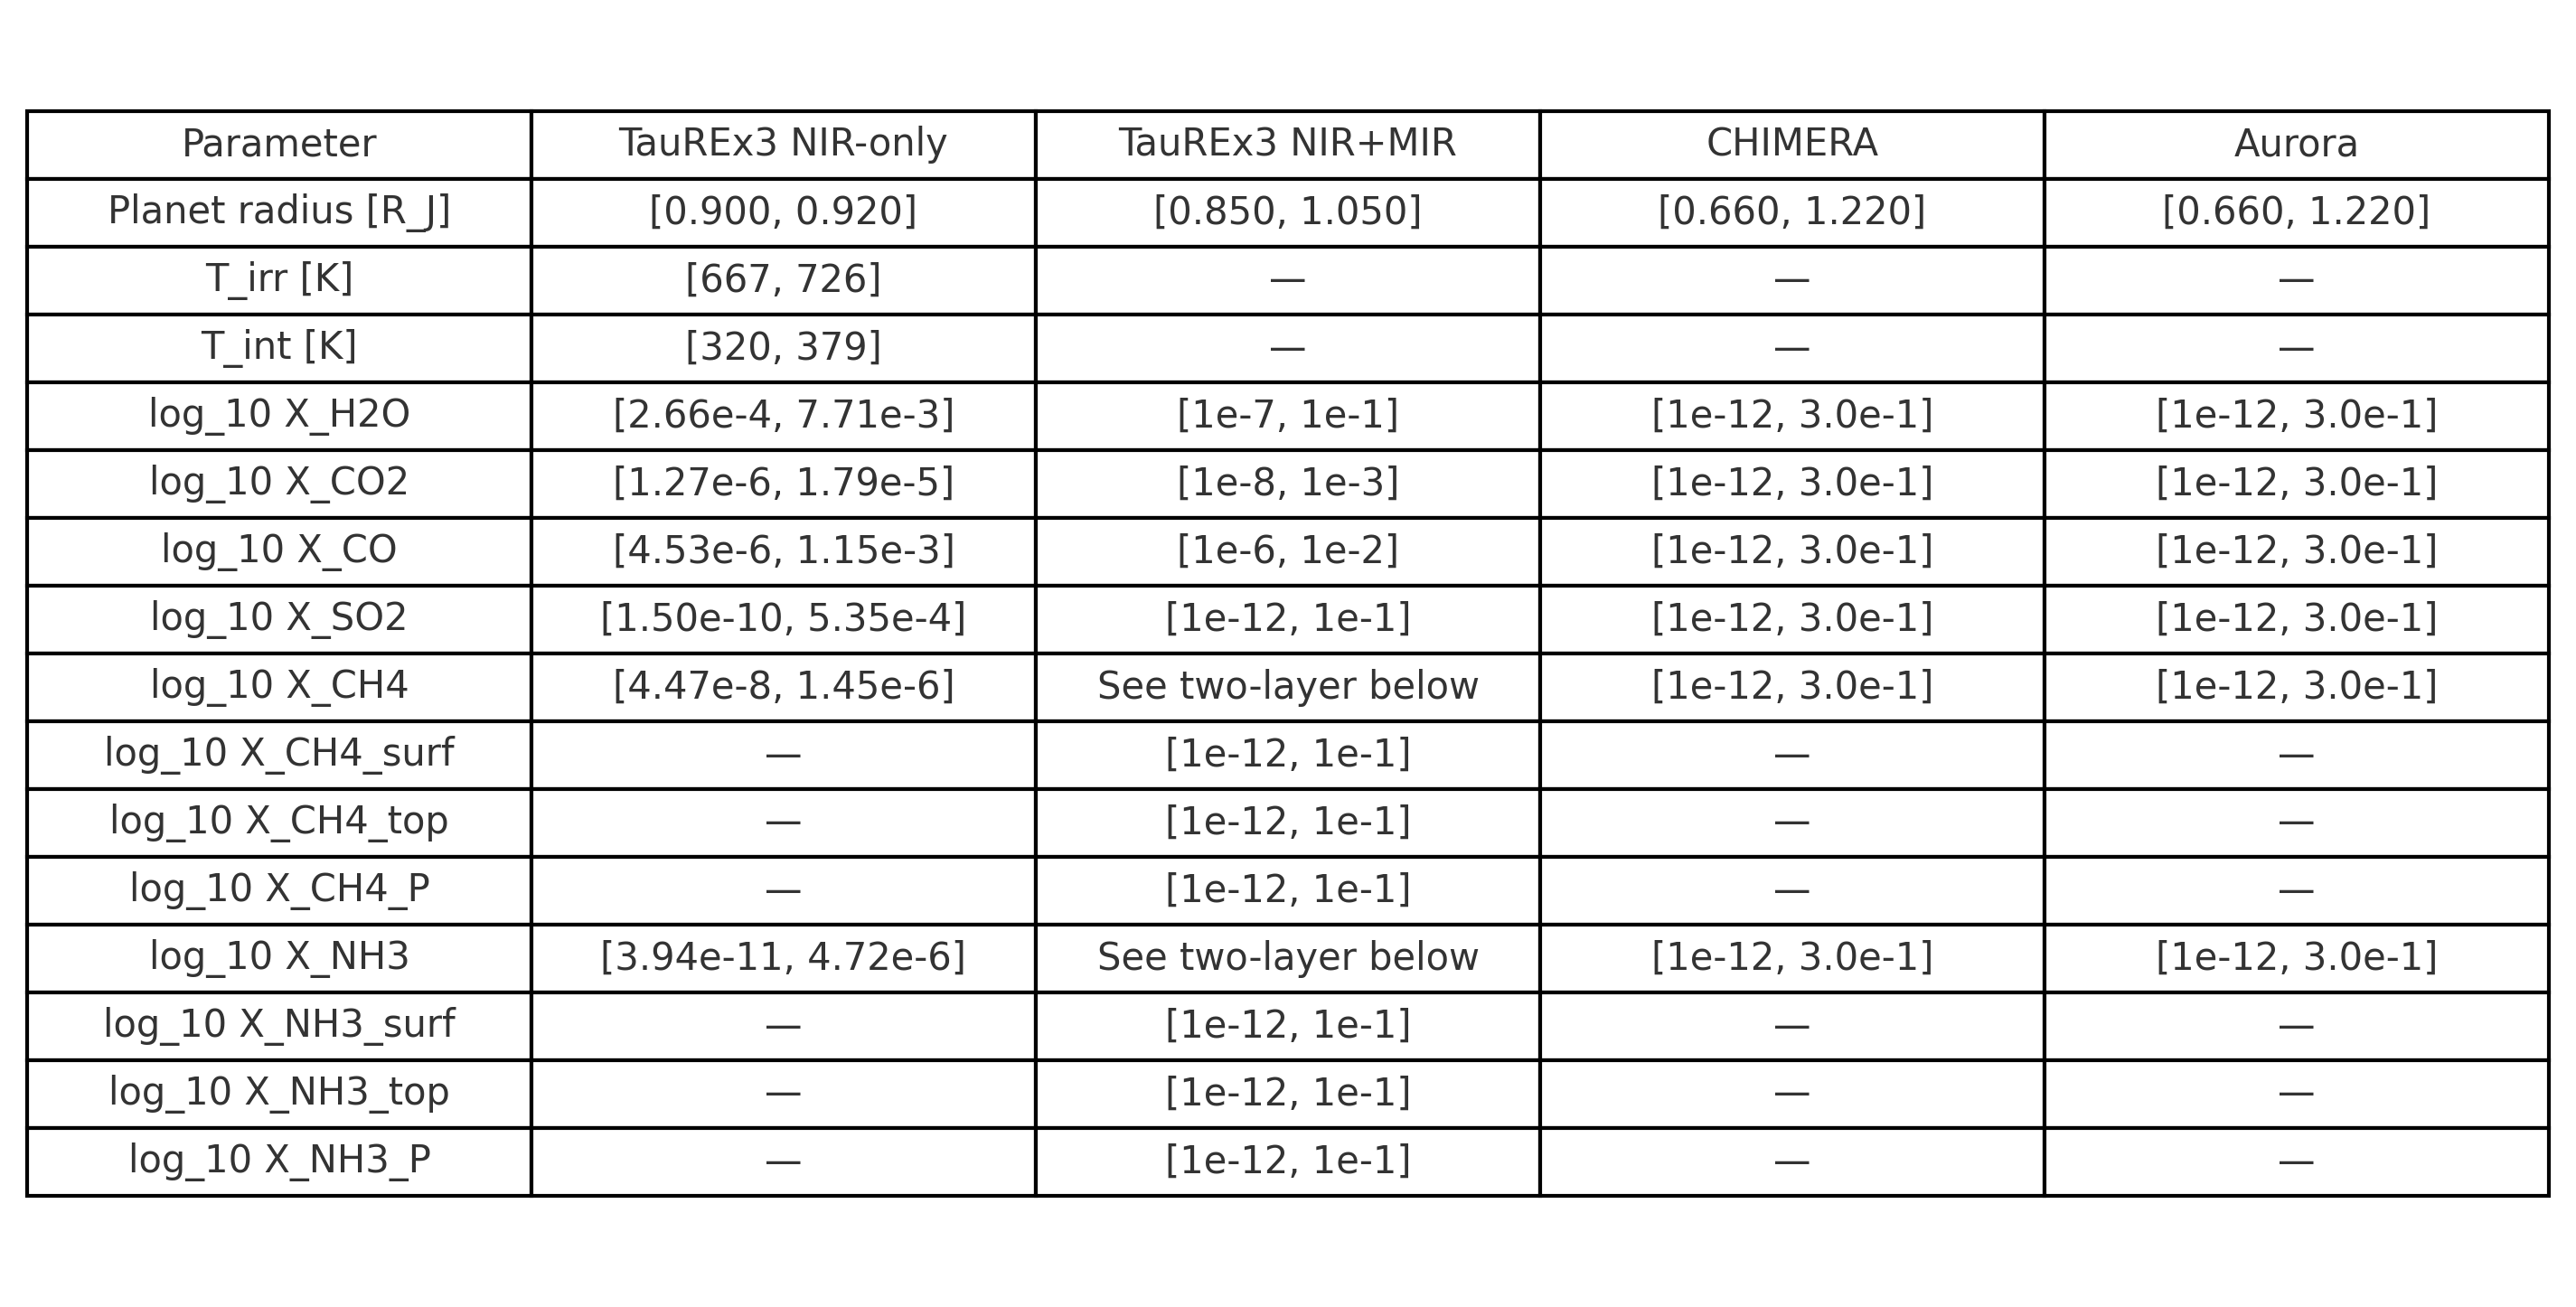 Parameter TauREx3 NIR-only TauREx3 NIR+MIR CHIMERA Aurora
Planet radius [R_J] [0.900, 0.920] [0.850, 1.050] [0.660, 1.220] [0.660, 1.220]
T_irr [K] [667, 726] — — —
T_int [K] [320, 379] — — —
log_10 X_H2O [2.66e-4, 7.71e-3] [1e-7, 1e-1] [1e-12, 3.0e-1] [1e-12, 3.0e-1]
log_10 X_CO2 [1.27e-6, 1.79e-5] [1e-8, 1e-3] [1e-12, 3.0e-1] [1e-12, 3.0e-1]
log_10 X_CO [4.53e-6, 1.15e-3] [1e-6, 1e-2] [1e-12, 3.0e-1] [1e-12, 3.0e-1]
log_10 X_SO2 [1.50e-10, 5.35e-4] [1e-12, 1e-1] [1e-12, 3.0e-1] [1e-12, 3.0e-1]
log_10 X_CH4 [4.47e-8, 1.45e-6] See two-layer below [1e-12, 3.0e-1] [1e-12, 3.0e-1]
log_10 X_CH4_surf — [1e-12, 1e-1] — —
log_10 X_CH4_top — [1e-12, 1e-1] — —
log_10 X_CH4_P — [1e-12, 1e-1] — —
log_10 X_NH3 [3.94e-11, 4.72e-6] See two-layer below [1e-12, 3.0e-1] [1e-12, 3.0e-1]
log_10 X_NH3_surf — [1e-12, 1e-1] — —
log_10 X_NH3_top — [1e-12, 1e-1] — —
log_10 X_NH3_P — [1e-12, 1e-1] — —